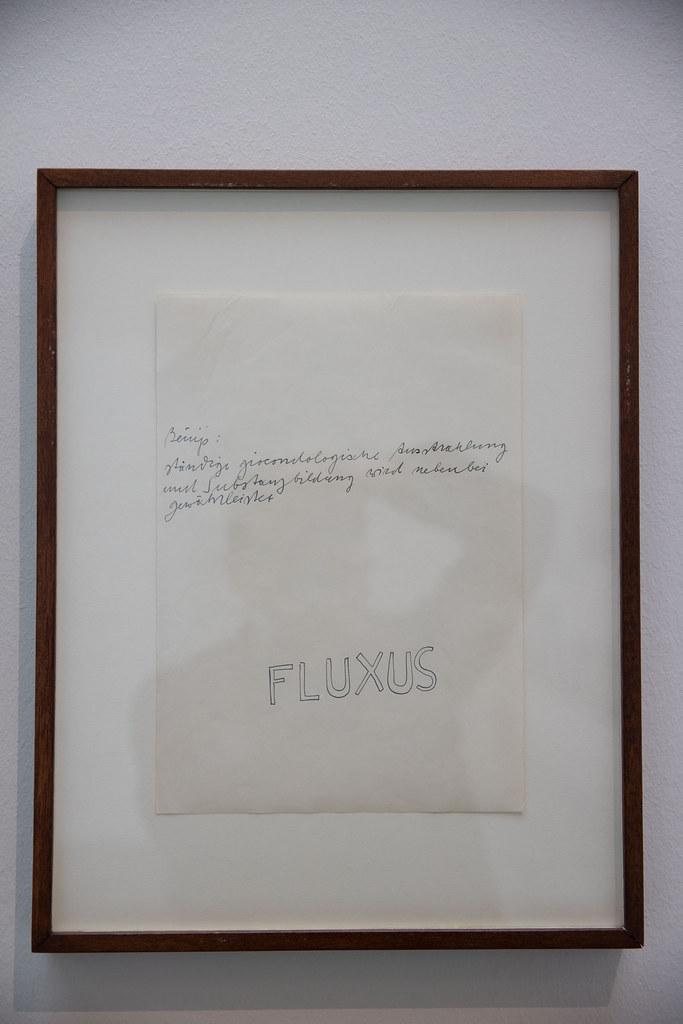 Beuys:
ständige giocondologische Ausstrahlung
und Substanzbildung wird nebenbei
gewährleistet
FLUXUS